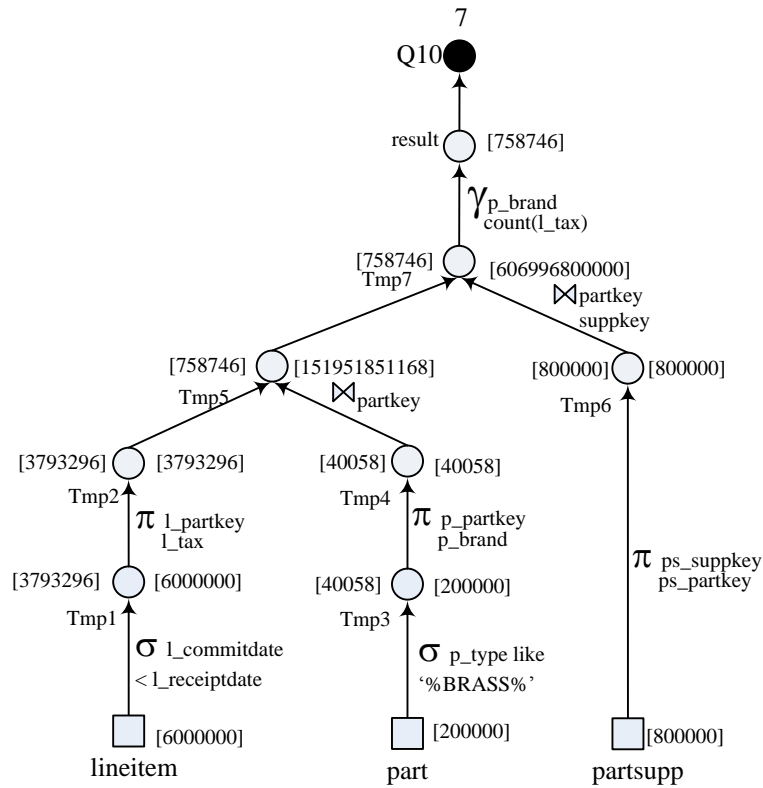 7
Q10
result [758746]
γ p_brand
count(l_tax)
[758746] [606996800000]
Tmp7
⋈ partkey
suppkey
[758746] [151951851168]
Tmp5
⋈ partkey
[800000] [800000]
Tmp6
[3793296] [3793296]
Tmp2
[40058] [40058]
Tmp4
π l_partkey
l_tax
π p_partkey
p_brand
π ps_suppkey
ps_partkey
[3793296] [6000000]
Tmp1
[40058] [200000]
Tmp3
σ l_commitdate
< l_receiptdate
σ p_type like
‘%BRASS%’
[6000000]
[200000]
[800000]
lineitem
part
partsupp